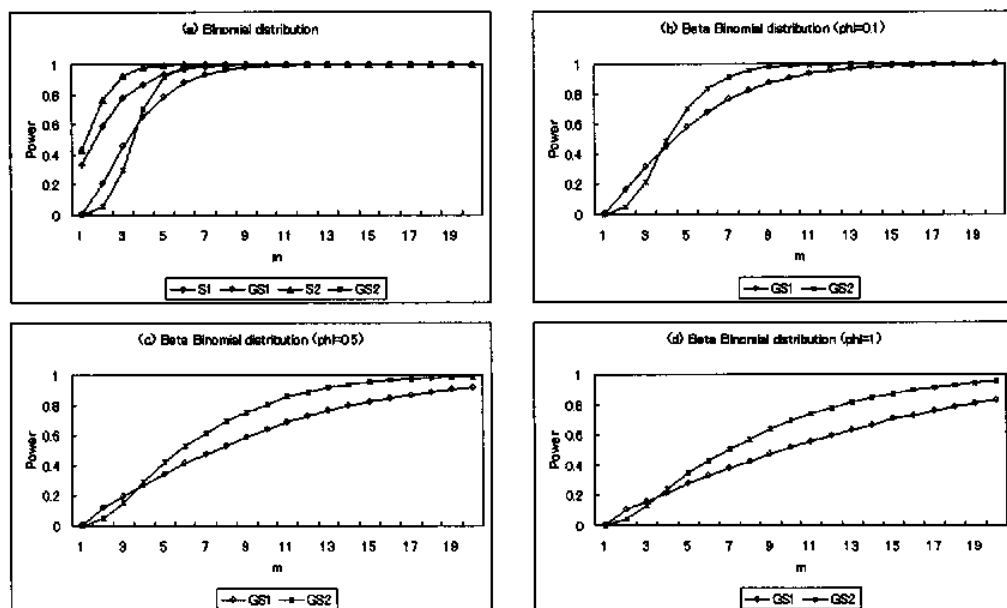 (a) Binomial distribution
1
0.8
0.6
0.4
0.2
0
Power
1 3 5 7 9 11 13 15 17 19
m
S1 GS1 S2 GS2
(b) Beta Binomial distribution (phi=0.1)
1
0.8
0.6
0.4
0.2
0
Power
1 3 5 7 9 11 13 15 17 19
m
GS1 GS2
(c) Beta Binomial distribution (phi=0.5)
1
0.8
0.6
0.4
0.2
0
Power
1 3 5 7 9 11 13 15 17 19
m
GS1 GS2
(d) Beta Binomial distribution (phi=1)
1
0.8
0.6
0.4
0.2
0
Power
1 3 5 7 9 11 13 15 17 19
m
GS1 GS2